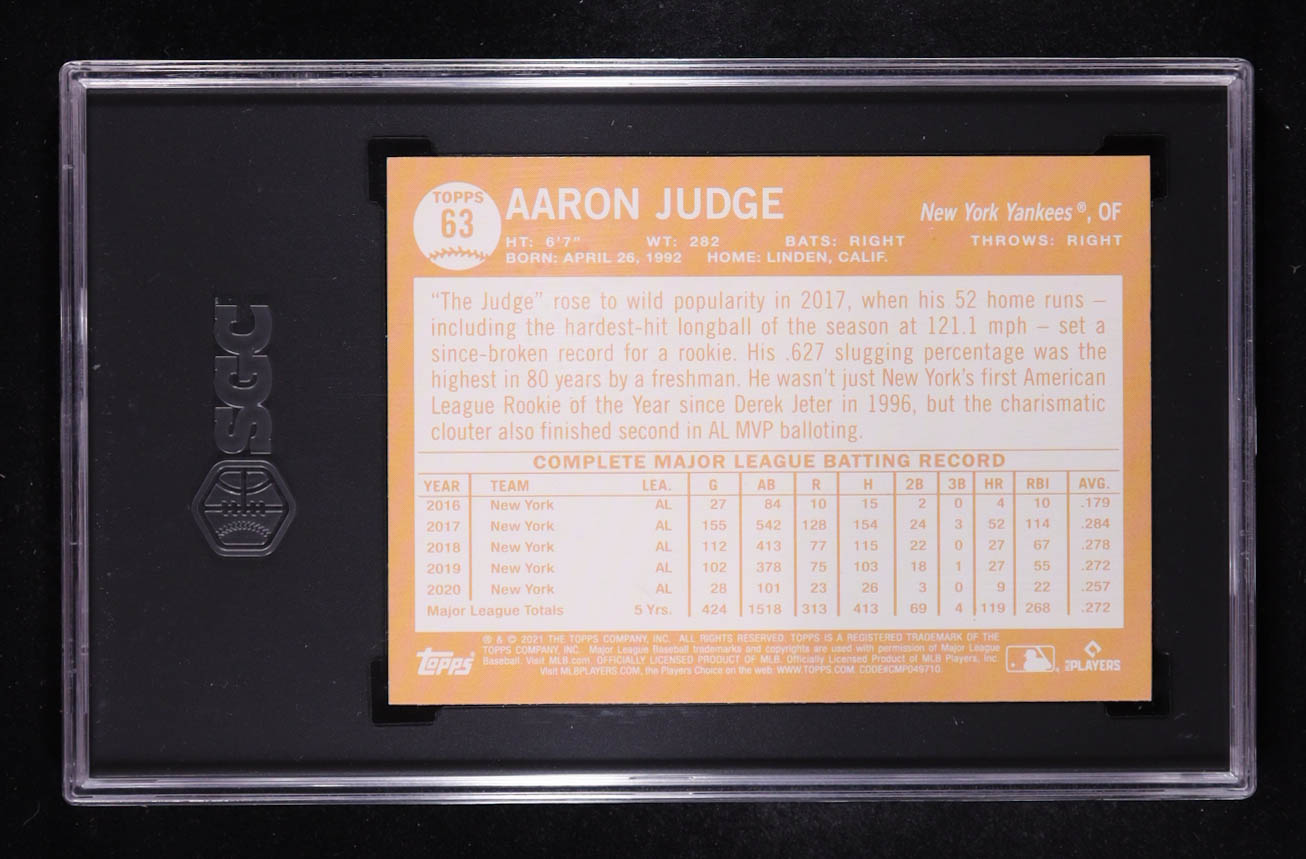 SGC
TOPPS
63
AARON JUDGE
New York Yankees®, OF
HT: 6'7" WT: 282 BATS: RIGHT THROWS: RIGHT
BORN: APRIL 26, 1992 HOME: LINDEN, CALIF.
“The Judge” rose to wild popularity in 2017, when his 52 home runs –
including the hardest-hit longball of the season at 121.1 mph – set a
since-broken record for a rookie. His .627 slugging percentage was the
highest in 80 years by a freshman. He wasn't just New York's first American
League Rookie of the Year since Derek Jeter in 1996, but the charismatic
clouter also finished second in AL MVP balloting.
COMPLETE MAJOR LEAGUE BATTING RECORD
YEAR TEAM LEA. G AB R H 2B 3B HR RBI AVG.
2016 New York AL 27 84 10 15 2 0 4 10 .179
2017 New York AL 155 542 128 154 24 3 52 114 .284
2018 New York AL 112 413 77 115 22 0 27 67 .278
2019 New York AL 102 378 75 103 18 1 27 55 .272
2020 New York AL 28 101 23 26 3 0 9 22 .257
Major League Totals 5 Yrs. 424 1518 313 413 69 4 119 268 .272
® & © 2021 THE TOPPS COMPANY, INC. ALL RIGHTS RESERVED. TOPPS IS A REGISTERED TRADEMARK OF THE
TOPPS COMPANY, INC. Major League Baseball trademarks and copyrights are used with permission of Major League
Baseball. Visit MLB.com. OFFICIALLY LICENSED PRODUCT OF MLB. Officially Licensed Product of MLB Players, Inc.
Visit MLBPLAYERS.COM, the Players Choice on the web. WWW.TOPPS.COM. CODE#CMP049710.
Topps
PLAYERS